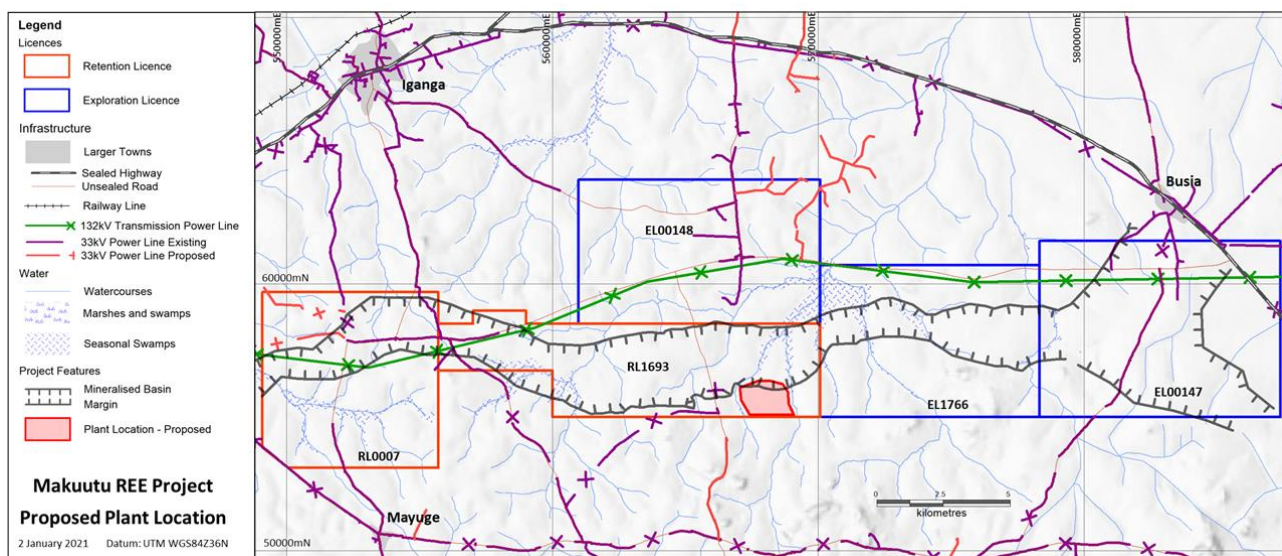 Legend
Licences
Retention Licence
Exploration Licence
Infrastructure
Larger Towns
Sealed Highway
Unsealed Road
Railway Line
132kV Transmission Power Line
33kV Power Line Existing
33kV Power Line Proposed
Water
Watercourses
Marshes and swamps
Seasonal Swamps
Project Features
Mineralised Basin
Margin
Plant Location - Proposed
Makuutu REE Project
Proposed Plant Location
2 January 2021 Datum: UTM WGS84Z36N
550000mE
560000mE
570000mE
580000mE
Iganga
Busia
EL00148
60000mN
RL1693
EL00147
EL1766
RL0007
Mayuge
0 2.5 5
kilometres
50000mN